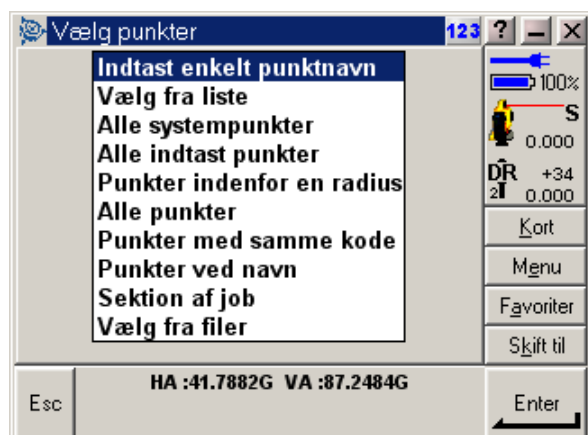 Vælg punkter 123 ?
Indtast enkelt punktnavn
Vælg fra liste
Alle systempunkter
Alle indtast punkter
Punkter indenfor en radius
Alle punkter
Punkter med samme kode
Punkter ved navn
Sektion af job
Vælg fra filer
100%
S
0.000
DR +34
2 0.000
Kort
Menu
Favoriter
Skift til
Esc
HA :41.7882G VA :87.2484G
Enter